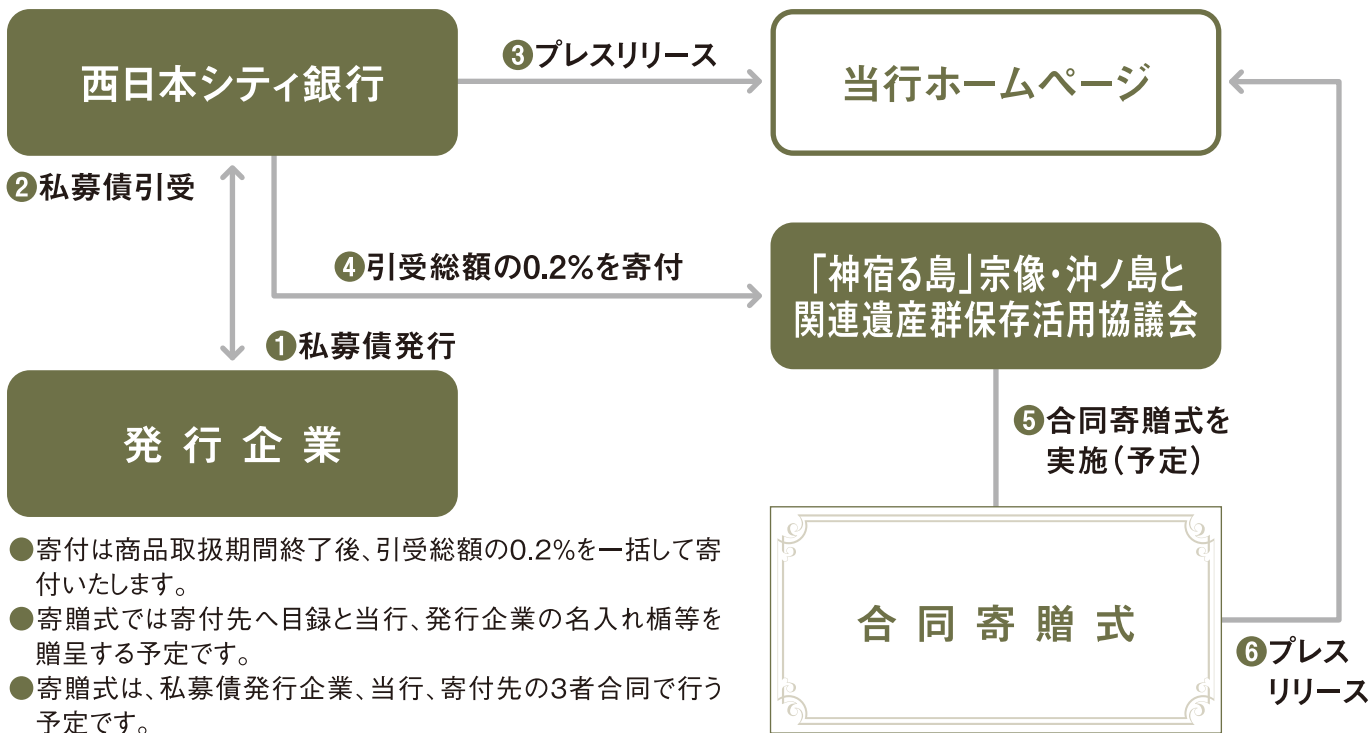 西日本シティ銀行
❸プレスリリース
当行ホームページ
❷私募債引受
❹引受総額の0.2%を寄付
「神宿る島」宗像・沖ノ島と
関連遺産群保存活用協議会
❶私募債発行
発行企業
❺合同寄贈式を
実施(予定)
合同寄贈式
❻プレス
リリース
●寄付は商品取扱期間終了後、引受総額の0.2%を一括して寄
付いたします。
●寄贈式では寄付先へ目録と当行、発行企業の名入れ楯等を
贈呈する予定です。
●寄贈式は、私募債発行企業、当行、寄付先の3者合同で行う
予定です。